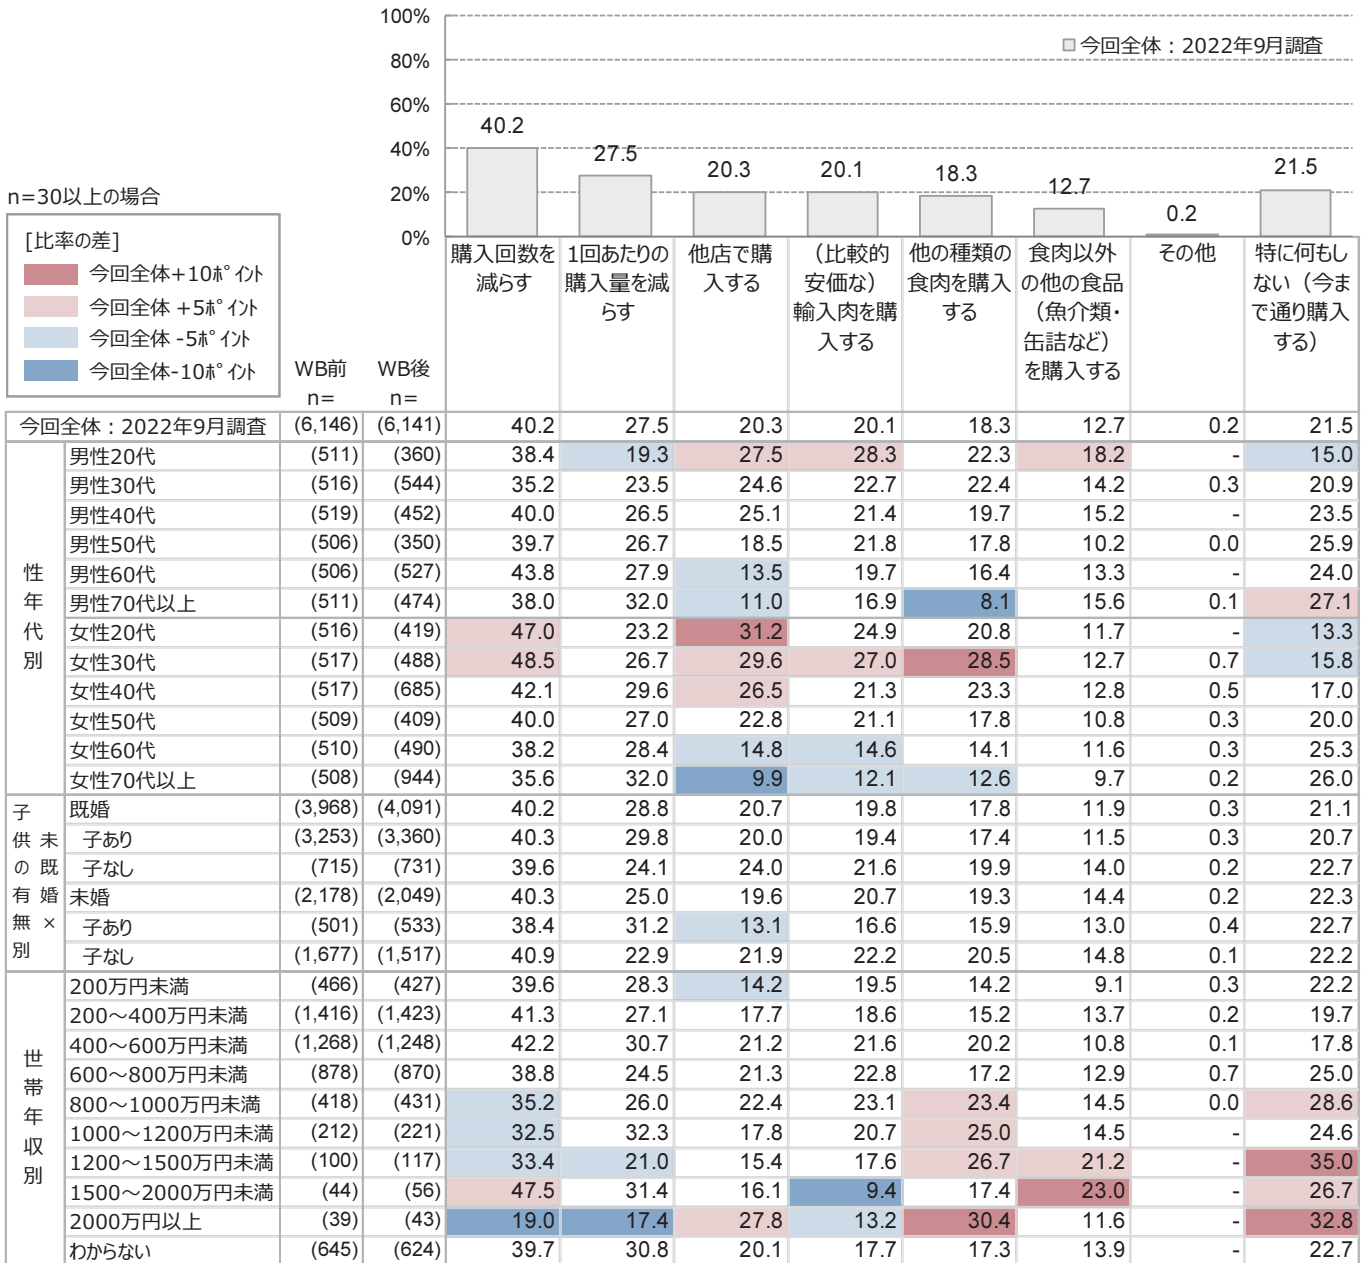 100%
80%
60%
40%
20%
0%
今回全体：2022年9月調査
40.2
27.5
20.3
20.1
18.3
12.7
0.2
21.5
n=30以上の場合
[比率の差]
今回全体+10ﾎﾟｲﾝﾄ
今回全体 +5ﾎﾟｲﾝﾄ
今回全体 -5ﾎﾟｲﾝﾄ
今回全体-10ﾎﾟｲﾝﾄ
WB前
n=
WB後
n=
購入回数を
減らす
1回あたりの
購入量を減
らす
他店で購
入する
（比較的
安価な）
輸入肉を購
入する
他の種類の
食肉を購入
する
食肉以外
の他の食品
（魚介類・
缶詰など）
を購入する
その他
特に何もし
ない（今ま
で通り購入
する）
今回全体：2022年9月調査 (6,146) (6,141) 40.2 27.5 20.3 20.1 18.3 12.7 0.2 21.5
性年代別
男性20代 (511) (360) 38.4 19.3 27.5 28.3 22.3 18.2 - 15.0
男性30代 (516) (544) 35.2 23.5 24.6 22.7 22.4 14.2 0.3 20.9
男性40代 (519) (452) 40.0 26.5 25.1 21.4 19.7 15.2 - 23.5
男性50代 (506) (350) 39.7 26.7 18.5 21.8 17.8 10.2 0.0 25.9
男性60代 (506) (527) 43.8 27.9 13.5 19.7 16.4 13.3 - 24.0
男性70代以上 (511) (474) 38.0 32.0 11.0 16.9 8.1 15.6 0.1 27.1
女性20代 (516) (419) 47.0 23.2 31.2 24.9 20.8 11.7 - 13.3
女性30代 (517) (488) 48.5 26.7 29.6 27.0 28.5 12.7 0.7 15.8
女性40代 (517) (685) 42.1 29.6 26.5 21.3 23.3 12.8 0.5 17.0
女性50代 (509) (409) 40.0 27.0 22.8 21.1 17.8 10.8 0.3 20.0
女性60代 (510) (490) 38.2 28.4 14.8 14.6 14.1 11.6 0.3 25.3
女性70代以上 (508) (944) 35.6 32.0 9.9 12.1 12.6 9.7 0.2 26.0
未既婚×
子供の有無別
既婚 (3,968) (4,091) 40.2 28.8 20.7 19.8 17.8 11.9 0.3 21.1
子あり (3,253) (3,360) 40.3 29.8 20.0 19.4 17.4 11.5 0.3 20.7
子なし (715) (731) 39.6 24.1 24.0 21.6 19.9 14.0 0.2 22.7
未婚 (2,178) (2,049) 40.3 25.0 19.6 20.7 19.3 14.4 0.2 22.3
子あり (501) (533) 38.4 31.2 13.1 16.6 15.9 13.0 0.4 22.7
子なし (1,677) (1,517) 40.9 22.9 21.9 22.2 20.5 14.8 0.1 22.2
世帯年収別
200万円未満 (466) (427) 39.6 28.3 14.2 19.5 14.2 9.1 0.3 22.2
200～400万円未満 (1,416) (1,423) 41.3 27.1 17.7 18.6 15.2 13.7 0.2 19.7
400～600万円未満 (1,268) (1,248) 42.2 30.7 21.2 21.6 20.2 10.8 0.1 17.8
600～800万円未満 (878) (870) 38.8 24.5 21.3 22.8 17.2 12.9 0.7 25.0
800～1000万円未満 (418) (431) 35.2 26.0 22.4 23.1 23.4 14.5 0.0 28.6
1000～1200万円未満 (212) (221) 32.5 32.3 17.8 20.7 25.0 14.5 - 24.6
1200～1500万円未満 (100) (117) 33.4 21.0 15.4 17.6 26.7 21.2 - 35.0
1500～2000万円未満 (44) (56) 47.5 31.4 16.1 9.4 17.4 23.0 - 26.7
2000万円以上 (39) (43) 19.0 17.4 27.8 13.2 30.4 11.6 - 32.8
わからない (645) (624) 39.7 30.8 20.1 17.7 17.3 13.9 - 22.7